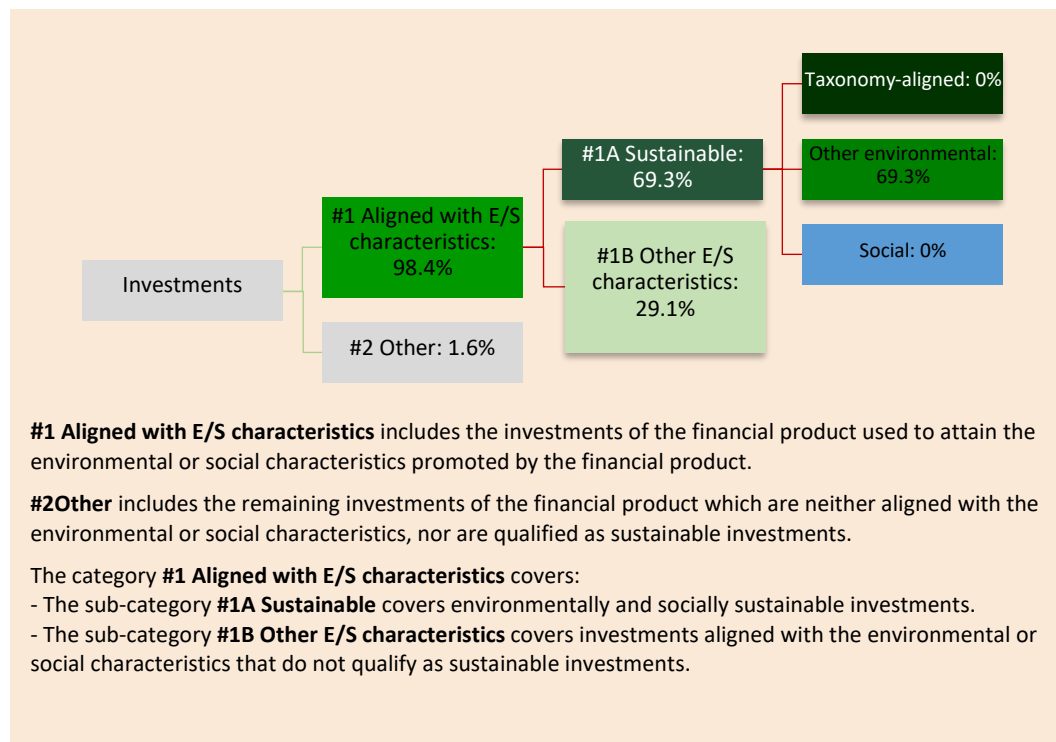 Investments
#1 Aligned with E/S
characteristics:
98.4%
#2 Other: 1.6%
#1A Sustainable:
69.3%
#1B Other E/S
characteristics:
29.1%
Taxonomy-aligned: 0%
Other environmental:
69.3%
Social: 0%
#1 Aligned with E/S characteristics includes the investments of the financial product used to attain the
environmental or social characteristics promoted by the financial product.
#2Other includes the remaining investments of the financial product which are neither aligned with the
environmental or social characteristics, nor are qualified as sustainable investments.
The category #1 Aligned with E/S characteristics covers:
- The sub-category #1A Sustainable covers environmentally and socially sustainable investments.
- The sub-category #1B Other E/S characteristics covers investments aligned with the environmental or
social characteristics that do not qualify as sustainable investments.